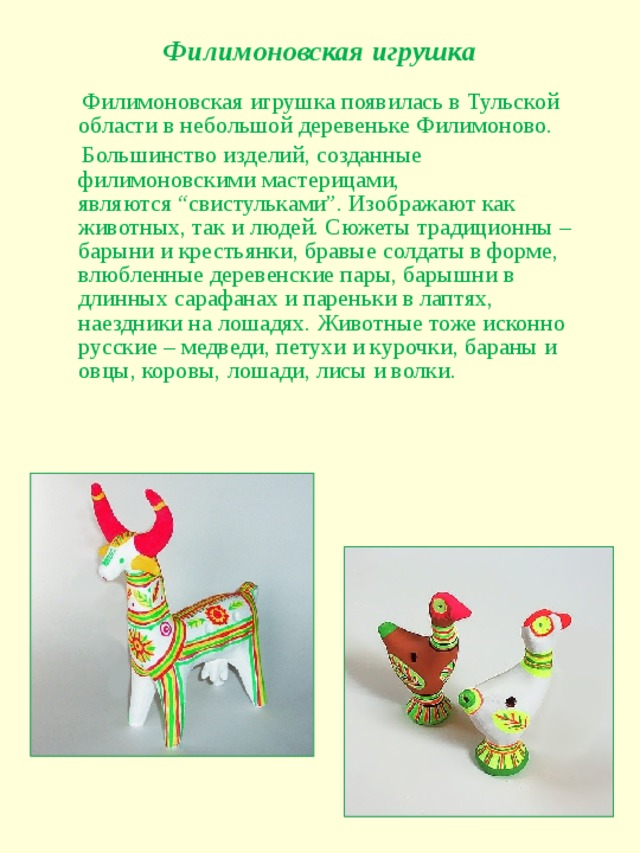 Филимоновская игрушка
Филимоновская игрушка появилась в Тульской
области в небольшой деревеньке Филимоново.
Большинство изделий, созданные
филимоновскими мастерицами,
являются “свистульками”. Изображают как
животных, так и людей. Сюжеты традиционны –
барыни и крестьянки, бравые солдаты в форме,
влюбленные деревенские пары, барышни в
длинных сарафанах и пареньки в лаптях,
наездники на лошадях. Животные тоже исконно
русские – медведи, петухи и курочки, бараны и
овцы, коровы, лошади, лисы и волки.